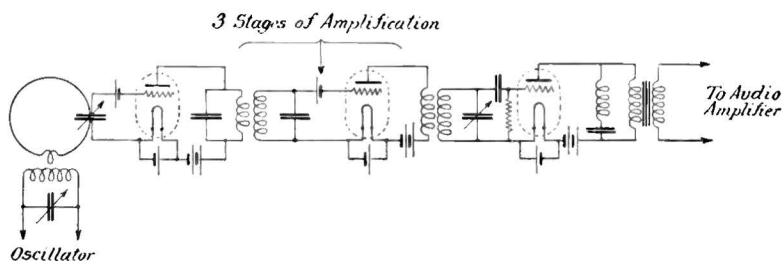 3 Stages of Amplification
To Audio
Amplifier
Oscillator